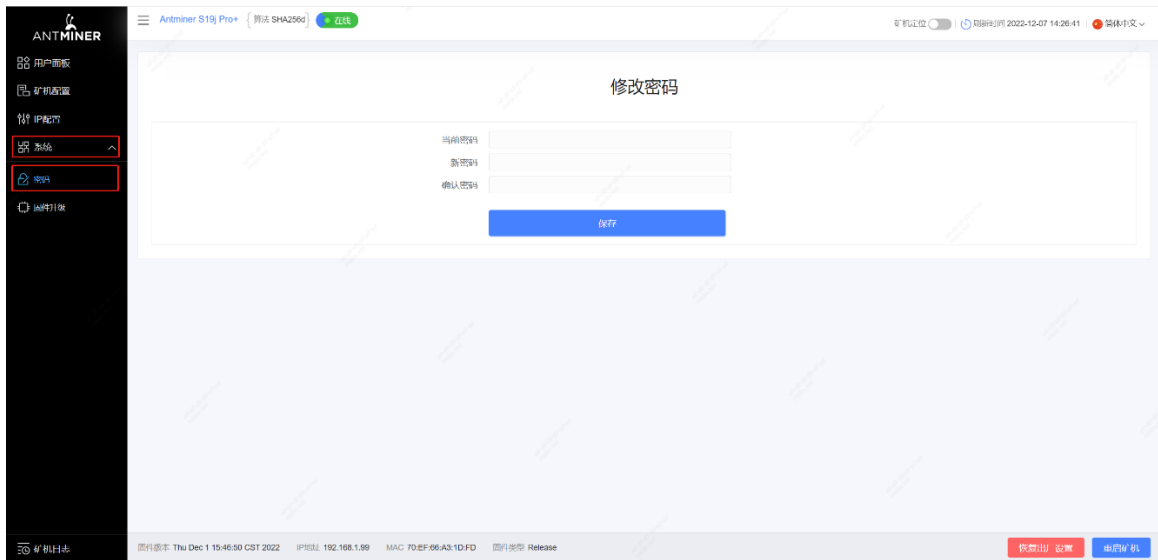 ANTMINER
用户面板
矿机配置
IP配置
系统
密码
固件升级
矿机日志
Antminer S19j Pro+ 算法 SHA256d 在线
矿机定位 刷新时间 2022-12-07 14:26:41 简体中文
修改密码
当前密码
新密码
确认密码
保存
固件版本 Thu Dec 1 15:46:50 CST 2022 IP地址 192.168.1.99 MAC 70:EF:66:A3:1D:FD 固件类型 Release
恢复出厂设置 重启矿机